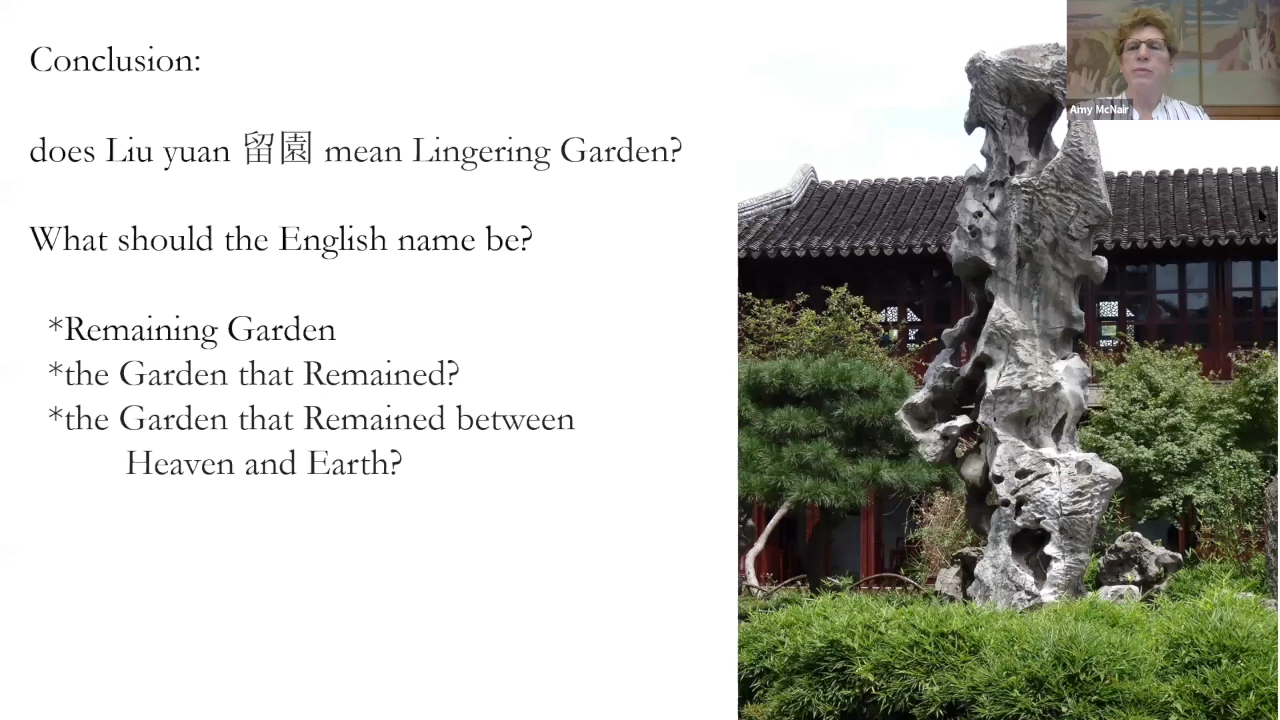 Conclusion:
does Liu yuan 留園 mean Lingering Garden?
What should the English name be?
*Remaining Garden
*the Garden that Remained?
*the Garden that Remained between
Heaven and Earth?
Amy McNair